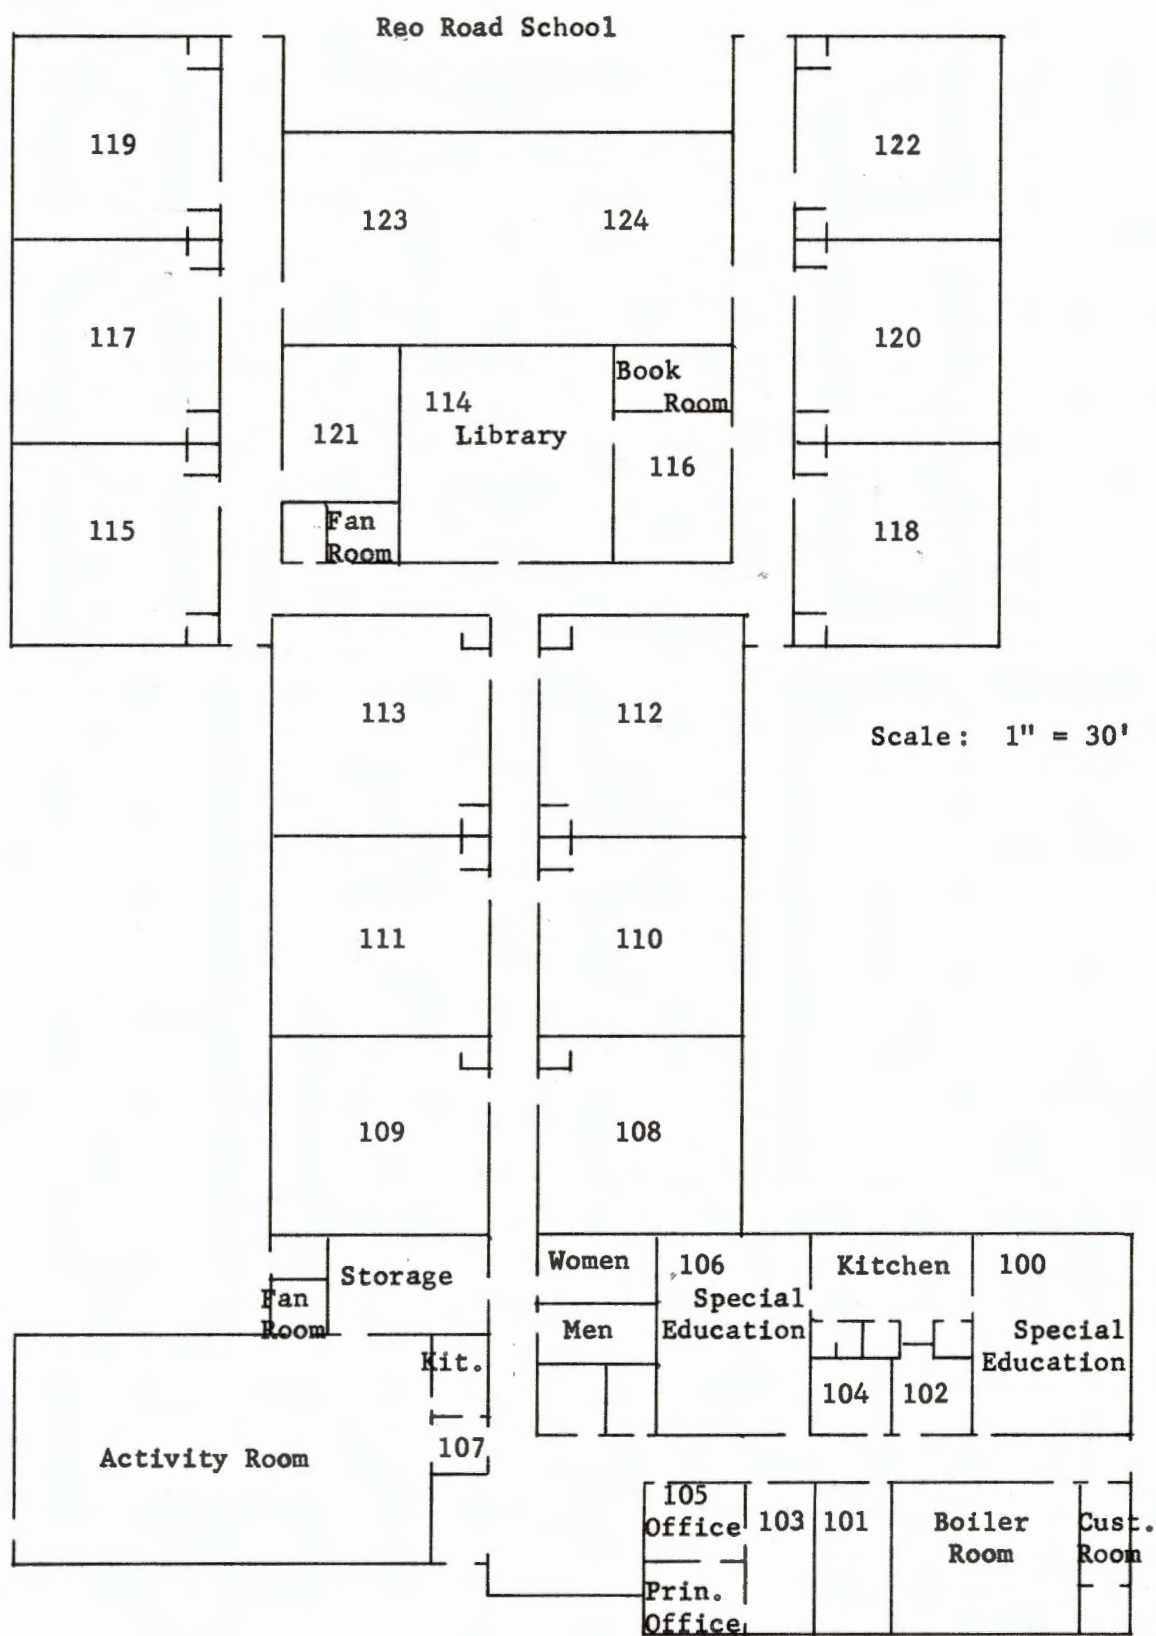 Reo Road School
119
122
123
124
117
120
Book
Room
114
Library
121
116
115
Fan
Room
118
113
112
Scale: 1" = 30'
111
110
109
108
Women
106
Special
Education
Kitchen
100
Special
Education
Storage
Fan
Room
Men
Kit.
104
102
107
Activity Room
105
Office
103
101
Boiler
Room
Cust.
Room
Prin.
Office